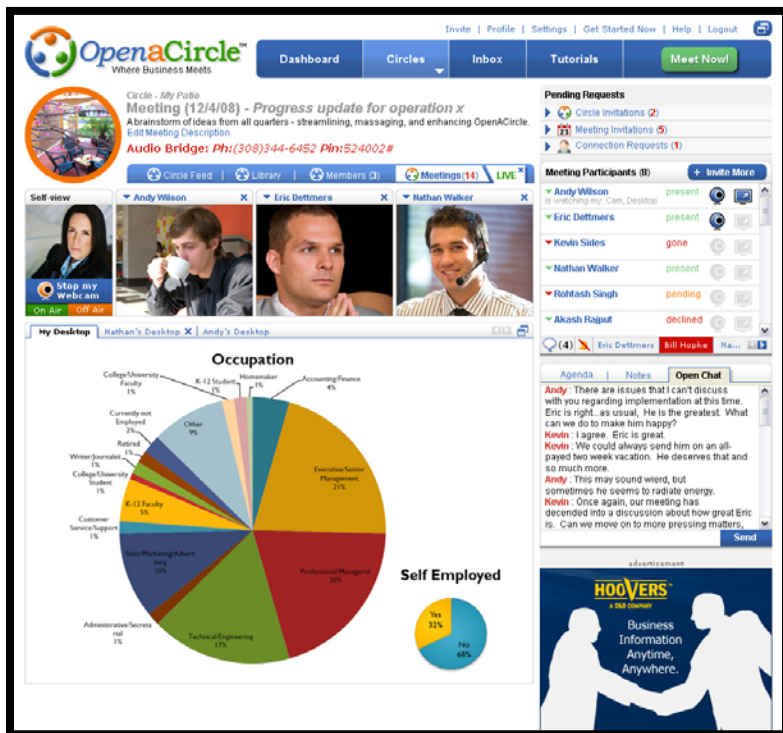 Invite | Profile | Settings | Get Started Now | Help | Logout
OpenaCircle™
Where Business Meets
Dashboard
Circles
Inbox
Tutorials
Meet Now!
Circle - My Patio
Meeting (12/4/08) - Progress update for operation x
A brainstorm of ideas from all quarters - streamlining, massaging, and enhancing OpenACircle.
Edit Meeting Description
Audio Bridge: Ph:(308)344-6452 Pin:524002#
Circle Feed | Library | Members (3) Meetings(14) LIVE x
Self-view
Stop my
Webcam
On Air Off Air
Andy Wilson X
Eric Dettmers X
Nathan Walker X
My Desktop Nathan's Desktop X | Andy's Desktop
Occupation
College/University
Faculty
1%
K-12 Student
1%
Homemaker
1%
Accounting/Finance
4%
Currently not
Employed
2%
Other
9%
Retired
1%
Writer/Journalist
1%
College/University
Student
1%
K-12 Faculty
5%
Customer
Service/Support
1%
Sales/Marketing/Advert
ising
10%
Administrative/Secreta
rial
1%
Technical/Engineering
17%
Professional/Managerial
20%
Executive/Senior
Management
21%
Self Employed
Yes
32%
No
68%
Pending Requests
Circle Invitations (2)
Meeting Invitations (5)
Connection Requests (1)
Meeting Participants (8) + Invite More
Andy Wilson present
is watching my: Cam, Desktop
Eric Dettmers present
Kevin Sides gone
Nathan Walker present
Rohtash Singh pending
Akash Rajput declined
(4) Eric Dettmers Bill Hopke Na...
Agenda | Notes Open Chat
Andy : There are issues that I can't discuss
with you regarding implementation at this time.
Eric is right..as usual, He is the greatest. What
can we do to make him happy?
Kevin : I agree. Eric is great.
Kevin : We could always send him on an all-
payed two week vacation. He deserves that and
so much more.
Andy : This may sound wierd, but
sometimes he seems to radiate energy.
Kevin : Once again, our meeting has
decended into a discussion about how great Eric
is. Can we move on to more pressing matters,
Send
advertisement
HOOVERS™
A D&B COMPANY
Business
Information
Anytime,
Anywhere.